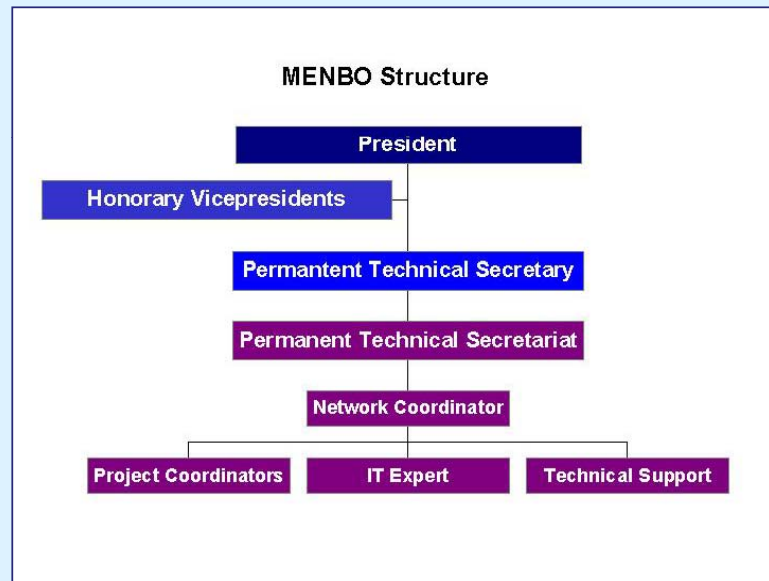 MENBO Structure
President
Honorary Vicepresidents
Permantent Technical Secretary
Permanent Technical Secretariat
Network Coordinator
Project Coordinators
IT Expert
Technical Support